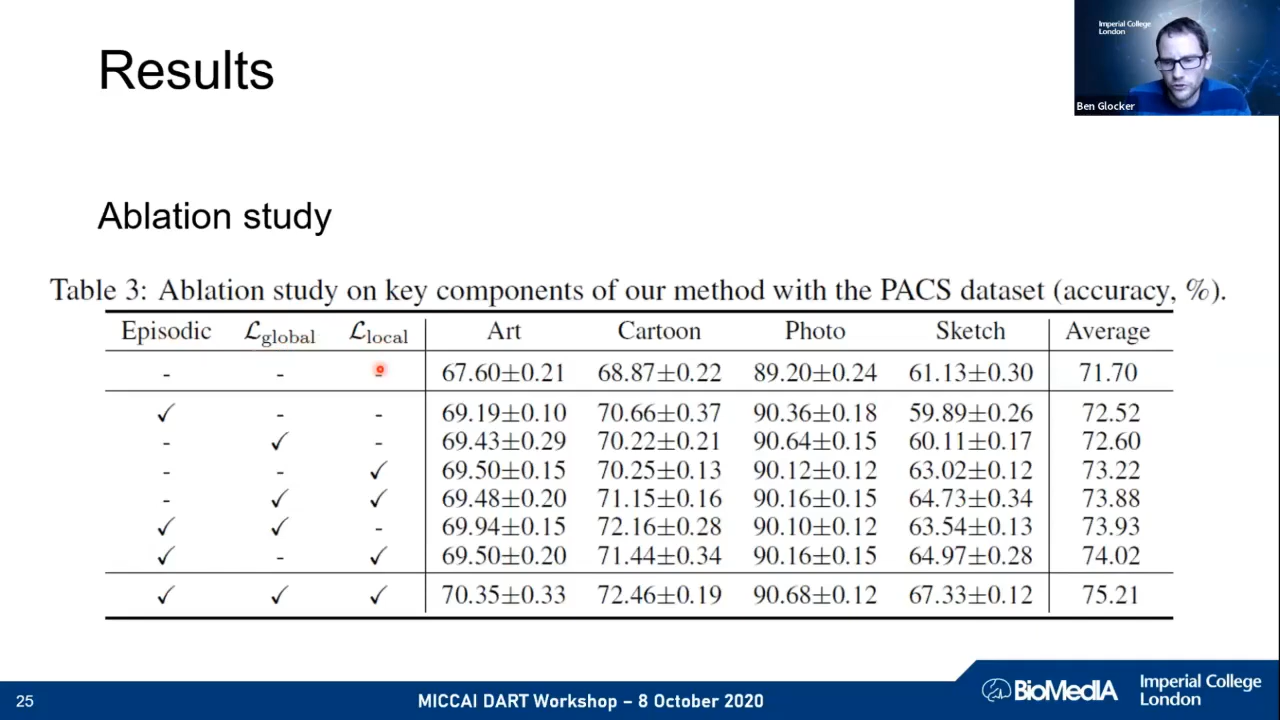 Imperial College
London
Ben Glocker
Results
Ablation study
Table 3: Ablation study on key components of our method with the PACS dataset (accuracy, %).
Episodic ℒglobal ℒlocal Art Cartoon Photo Sketch Average
- - - 67.60±0.21 68.87±0.22 89.20±0.24 61.13±0.30 71.70
✓ - - 69.19±0.10 70.66±0.37 90.36±0.18 59.89±0.26 72.52
- ✓ - 69.43±0.29 70.22±0.21 90.64±0.15 60.11±0.17 72.60
- - ✓ 69.50±0.15 70.25±0.13 90.12±0.12 63.02±0.12 73.22
- ✓ ✓ 69.48±0.20 71.15±0.16 90.16±0.15 64.73±0.34 73.88
✓ ✓ - 69.94±0.15 72.16±0.28 90.10±0.12 63.54±0.13 73.93
✓ - ✓ 69.50±0.20 71.44±0.34 90.16±0.15 64.97±0.28 74.02
✓ ✓ ✓ 70.35±0.33 72.46±0.19 90.68±0.12 67.33±0.12 75.21
25
MICCAI DART Workshop – 8 October 2020
BioMedIA
Imperial College
London